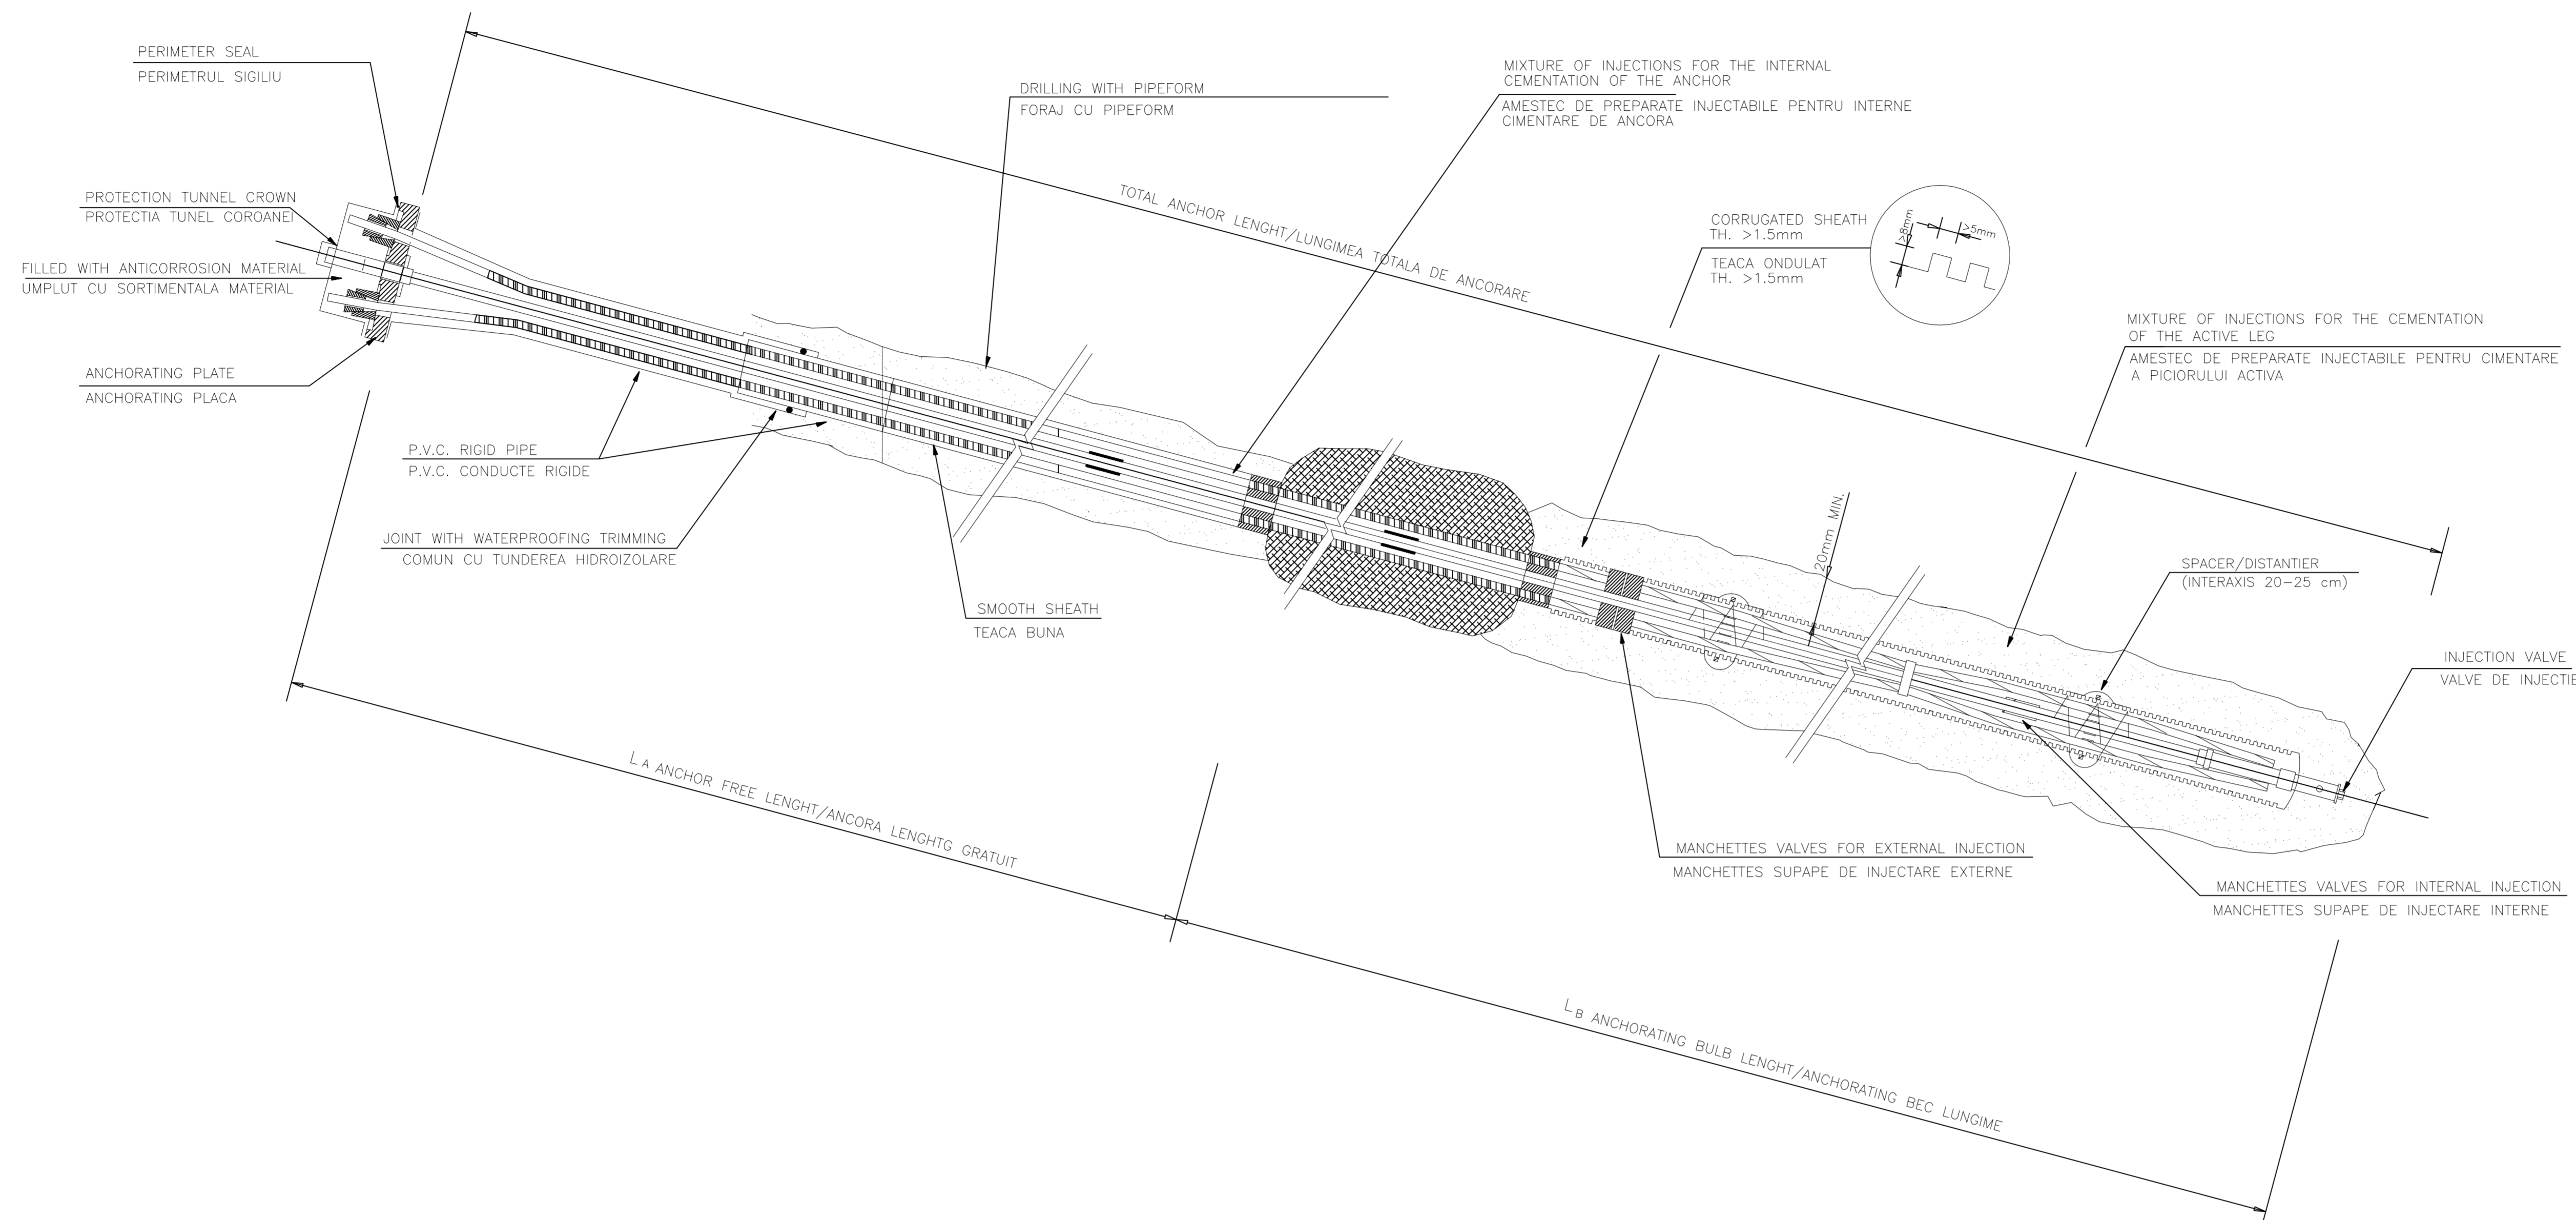 PERIMETER SEAL
PERIMETRUL SIGILIU
PROTECTION TUNNEL CROWN
PROTECTIA TUNEL COROANEI
FILLED WITH ANTICORROSION MATERIAL
UMPLUT CU SORTIMENTALA MATERIAL
ANCHORATING PLATE
ANCHORATING PLACA
P.V.C. RIGID PIPE
P.V.C. CONDUCTE RIGIDE
JOINT WITH WATERPROOFING TRIMMING
COMUN CU TUNDEREA HIDROIZOLARE
SMOOTH SHEATH
TEACA BUNA
DRILLING WITH PIPEFORM
FORAJ CU PIPEFORM
TOTAL ANCHOR LENGHT/LUNGIMEA TOTALA DE ANCORARE
MIXTURE OF INJECTIONS FOR THE INTERNAL
CEMENTATION OF THE ANCHOR
AMESTEC DE PREPARATE INJECTABILE PENTRU INTERNE
CIMENTARE DE ANCORA
CORRUGATED SHEATH
TH. >1.5mm
TEACA ONDULAT
TH. >1.5mm
>8mm
>5mm
MIXTURE OF INJECTIONS FOR THE CEMENTATION
OF THE ACTIVE LEG
AMESTEC DE PREPARATE INJECTABILE PENTRU CIMENTARE
A PICIORULUI ACTIVA
20mm MIN.
SPACER/DISTANTIER
(INTERAXIS 20-25 cm)
INJECTION VALVE
VALVE DE INJECTIE
MANCHETTES VALVES FOR EXTERNAL INJECTION
MANCHETTES SUPAPE DE INJECTARE EXTERNE
MANCHETTES VALVES FOR INTERNAL INJECTION
MANCHETTES SUPAPE DE INJECTARE INTERNE
LA ANCHOR FREE LENGHT/ANCORA LENGHTG GRATUIT
LB ANCHORATING BULB LENGHT/ANCHORATING BEC LUNGIME